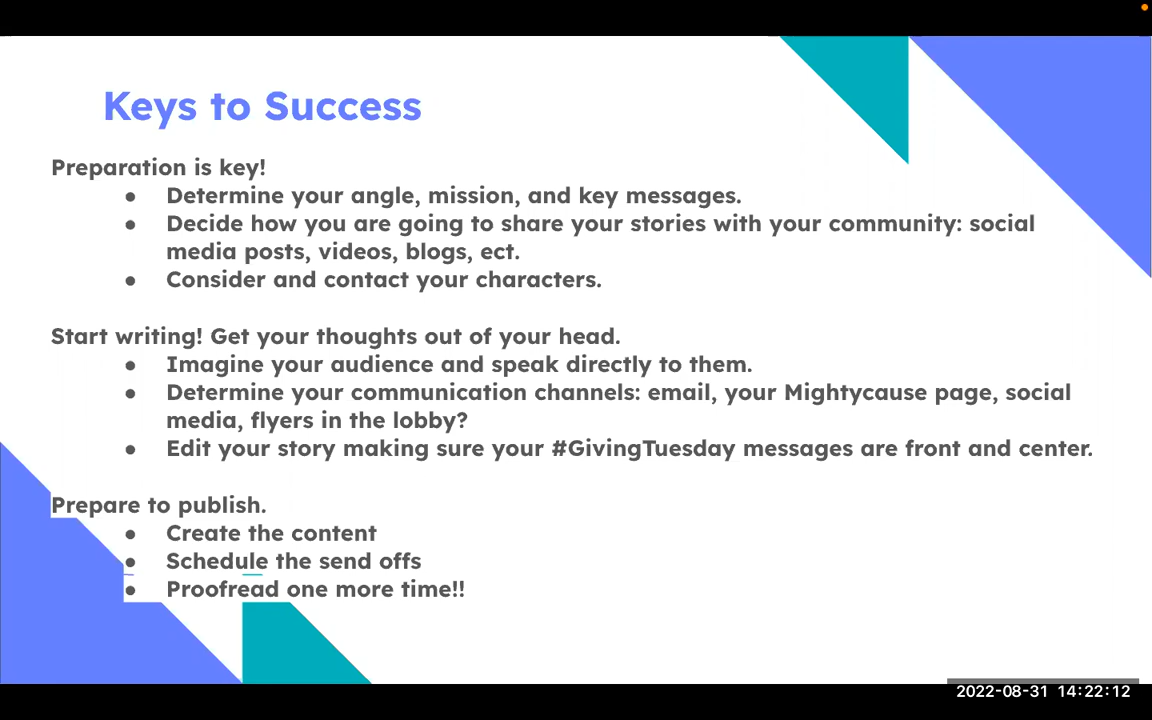 Keys to Success
Preparation is key!
● Determine your angle, mission, and key messages.
● Decide how you are going to share your stories with your community: social
media posts, videos, blogs, ect.
● Consider and contact your characters.
Start writing! Get your thoughts out of your head.
● Imagine your audience and speak directly to them.
● Determine your communication channels: email, your Mightycause page, social
media, flyers in the lobby?
● Edit your story making sure your #GivingTuesday messages are front and center.
Prepare to publish.
● Create the content
● Schedule the send offs
● Proofread one more time!!
2022-08-31 14:22:12